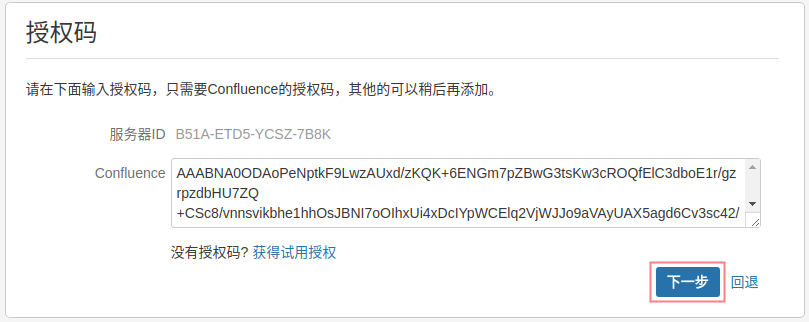 授权码
请在下面输入授权码，只需要Confluence的授权码，其他的可以稍后再添加。
服务器ID B51A-ETD5-YCSZ-7B8K
Confluence AAABNA0ODAoPeNptkF9LwzAUxd/zKQK+6ENGm7pZBwG3tsKw3cROQfElC3dboE1r/gz
rpzdbHU7ZQ
+CSc8/vnnsvikbhe1hhOsJBNI7oOIhxUi4xDcIYpWCElq2VjWJJo9aVAyUAX5agd6Cv3sc42/
没有授权码? 获得试用授权
下一步 回退